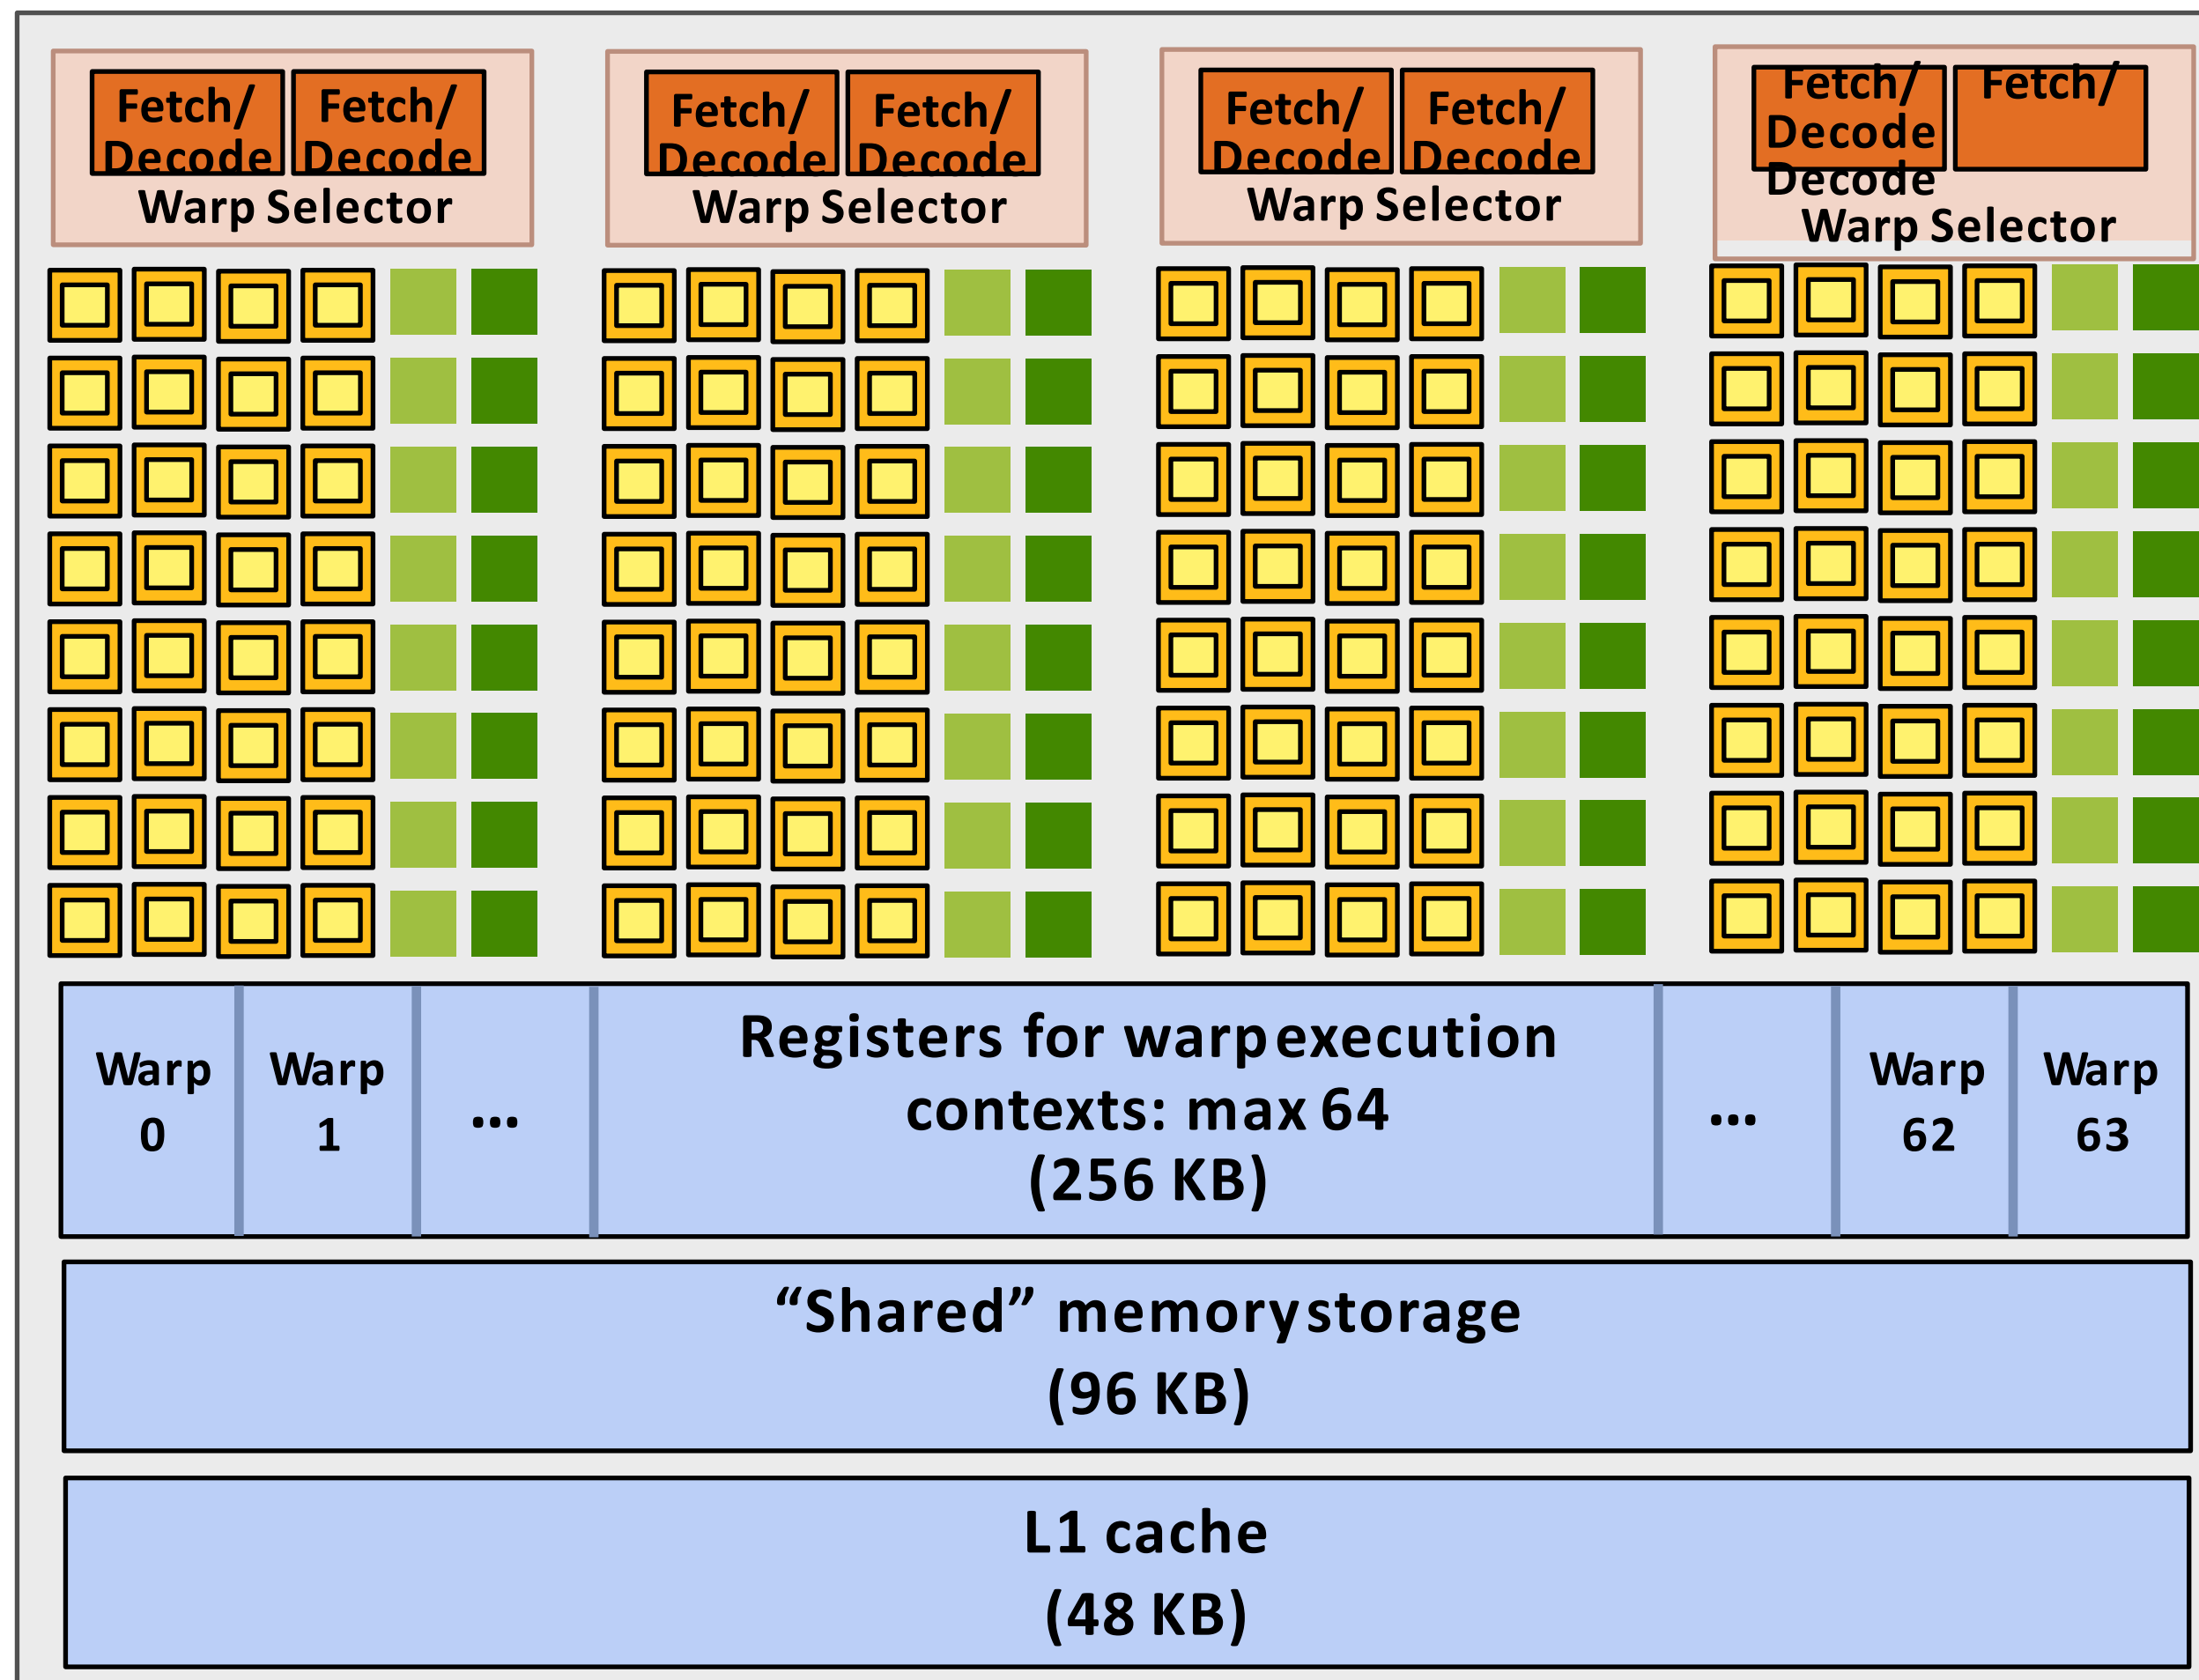 Fetch/
Decode
Fetch/
Decode
Warp Selector
Fetch/
Decode
Fetch/
Decode
Warp Selector
Fetch/
Decode
Fetch/
Decode
Warp Selector
Fetch/
Fetch/
Decode
Decode
Warp Selector
Warp
0
Warp
1
...
Registers for warp execution
contexts: max 64
(256 KB)
...
Warp
62
Warp
63
“Shared” memory storage
(96 KB)
L1 cache
(48 KB)